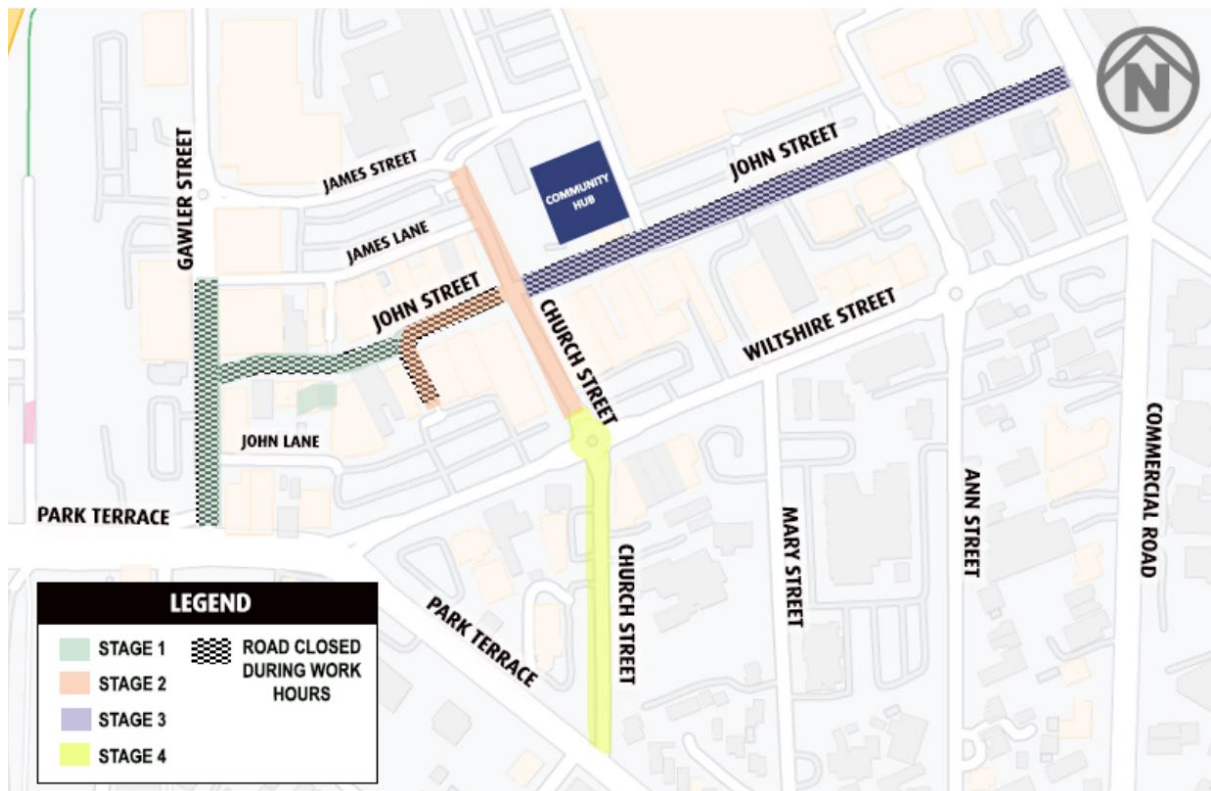 N
GAWLER STREET
JAMES STREET
JOHN STREET
COMMUNITY
HUB
JAMES LANE
JOHN STREET
CHURCH STREET
WILTSHIRE STREET
JOHN LANE
COMMERCIAL ROAD
ANN STREET
PARK TERRACE
MARY STREET
CHURCH STREET
PARK TERRACE
LEGEND
STAGE 1
STAGE 2
STAGE 3
STAGE 4
ROAD CLOSED
DURING WORK
HOURS